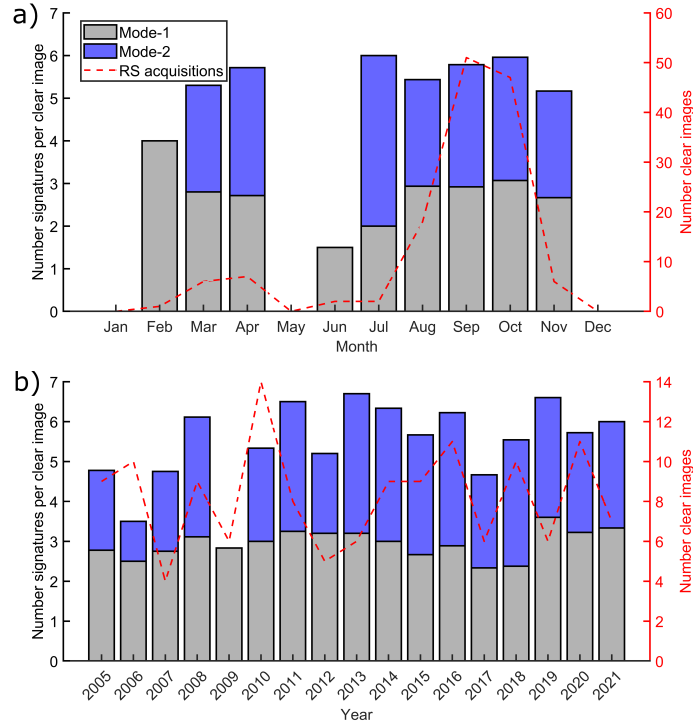 a)
Mode-1
Mode-2
RS acquisitions
Number signatures per clear image
0
1
2
3
4
5
6
7
Number clear images
0
10
20
30
40
50
60
Jan Feb Mar Apr May Jun Jul Aug Sep Oct Nov Dec
Month
b)
Number signatures per clear image
0
1
2
3
4
5
6
7
Number clear images
0
2
4
6
8
10
12
14
2005 2006 2007 2008 2009 2010 2011 2012 2013 2014 2015 2016 2017 2018 2019 2020 2021
Year